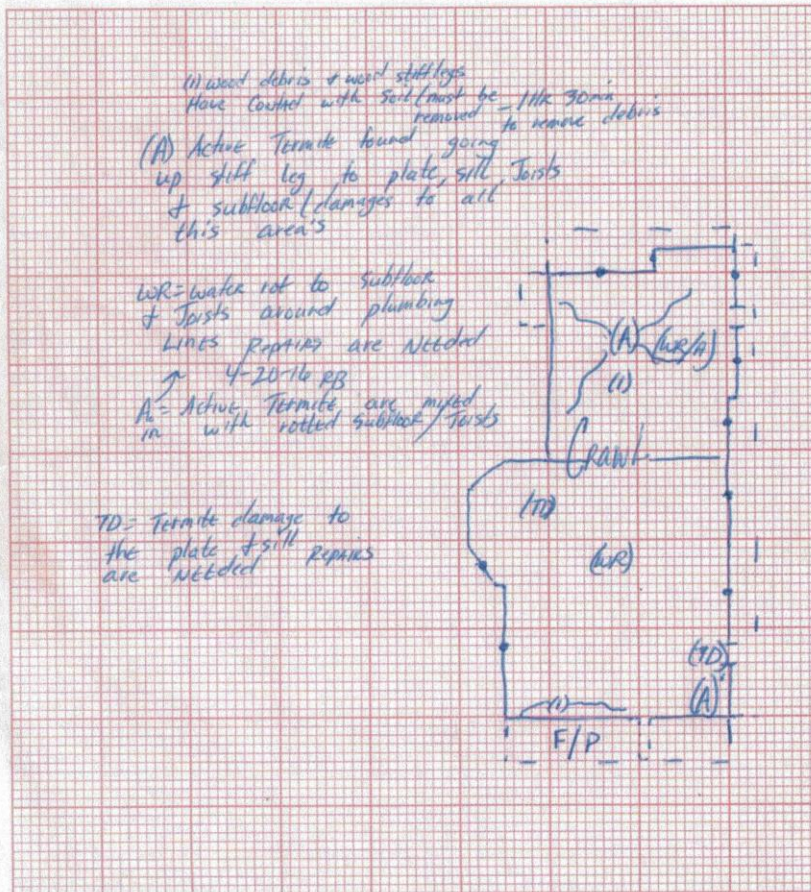 (1) wood debris & wood stiff legs
Have Contact with Soil (must be
removed - 1HR 30min
to remove debris
(A) Active Termite found going
up stiff leg to plate, sill, Joists
& subfloor (damages to all
this area's
WR= water rot to subfloor
& Joists around plumbing
Lines Repairs are Needed
4-20-16 RB
A= Active Termite are mixed
in with rotted subfloor/Joists
TD= Termite damage to
the plate & sill Repairs
are Needed
(A) (WR/A)
(1)
Crawl
(TD)
(WR)
(TD)
(A)
(1)
F/P